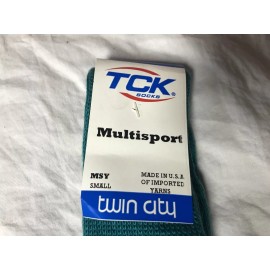 TCK
SOCKS
Multisport
MSY
SMALL
MADE IN U.S.A
OF IMPORTED
YARNS
twin city